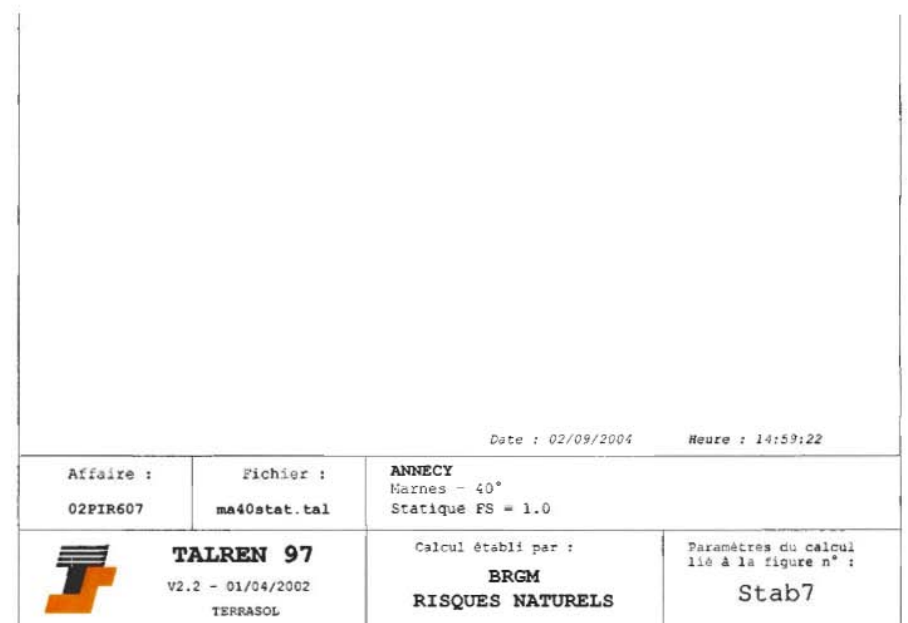 Date : 02/09/2004 Heure : 14:59:22
Affaire :
02PIR607
Fichier :
ma40stat.tal
ANNECY
Marnes - 40°
Statique FS = 1.0
TALREN 97
V2.2 - 01/04/2002
TERRASOL
Calcul établi par :
BRGM
RISQUES NATURELS
Paramètres du calcul
lié à la figure n° :
Stab7